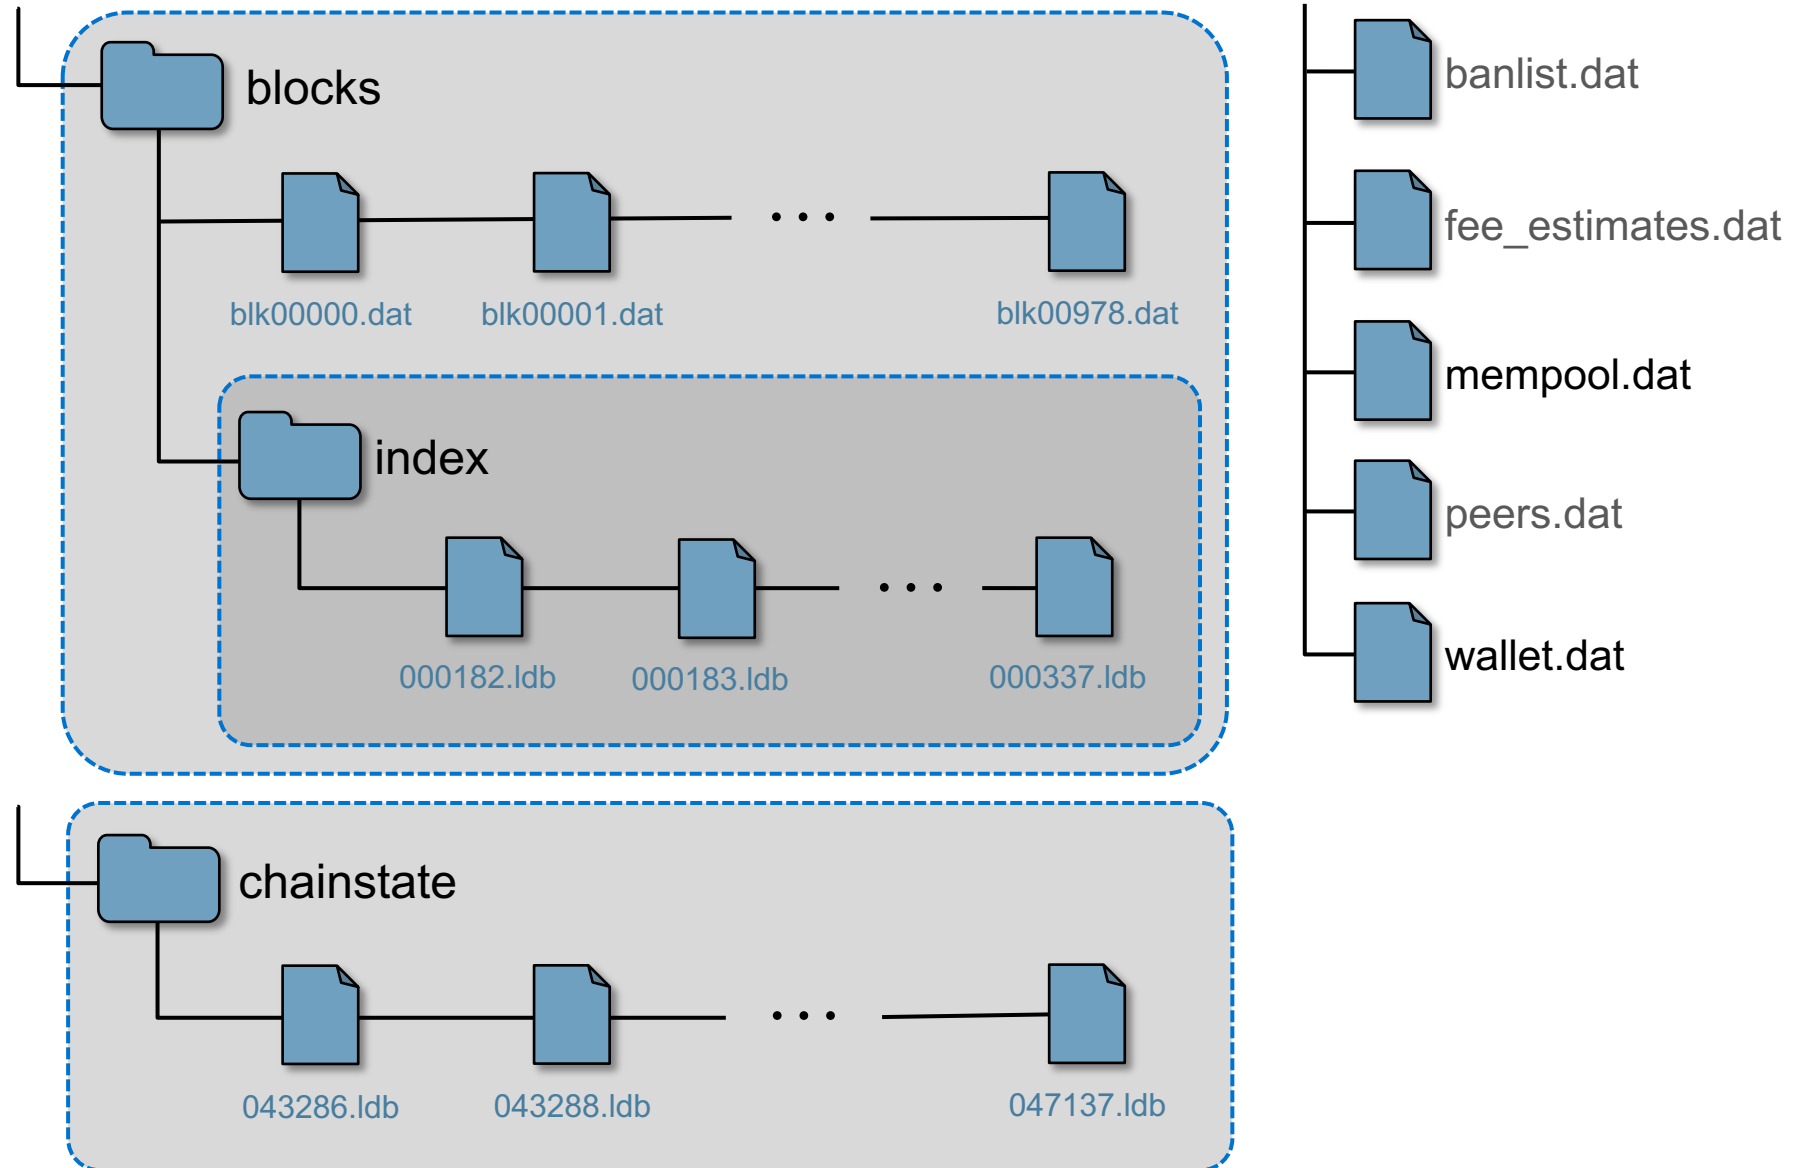 blocks
blk00000.dat
blk00001.dat
blk00978.dat
index
000182.ldb
000183.ldb
000337.ldb
chainstate
043286.ldb
043288.ldb
047137.ldb
banlist.dat
fee_estimates.dat
mempool.dat
peers.dat
wallet.dat